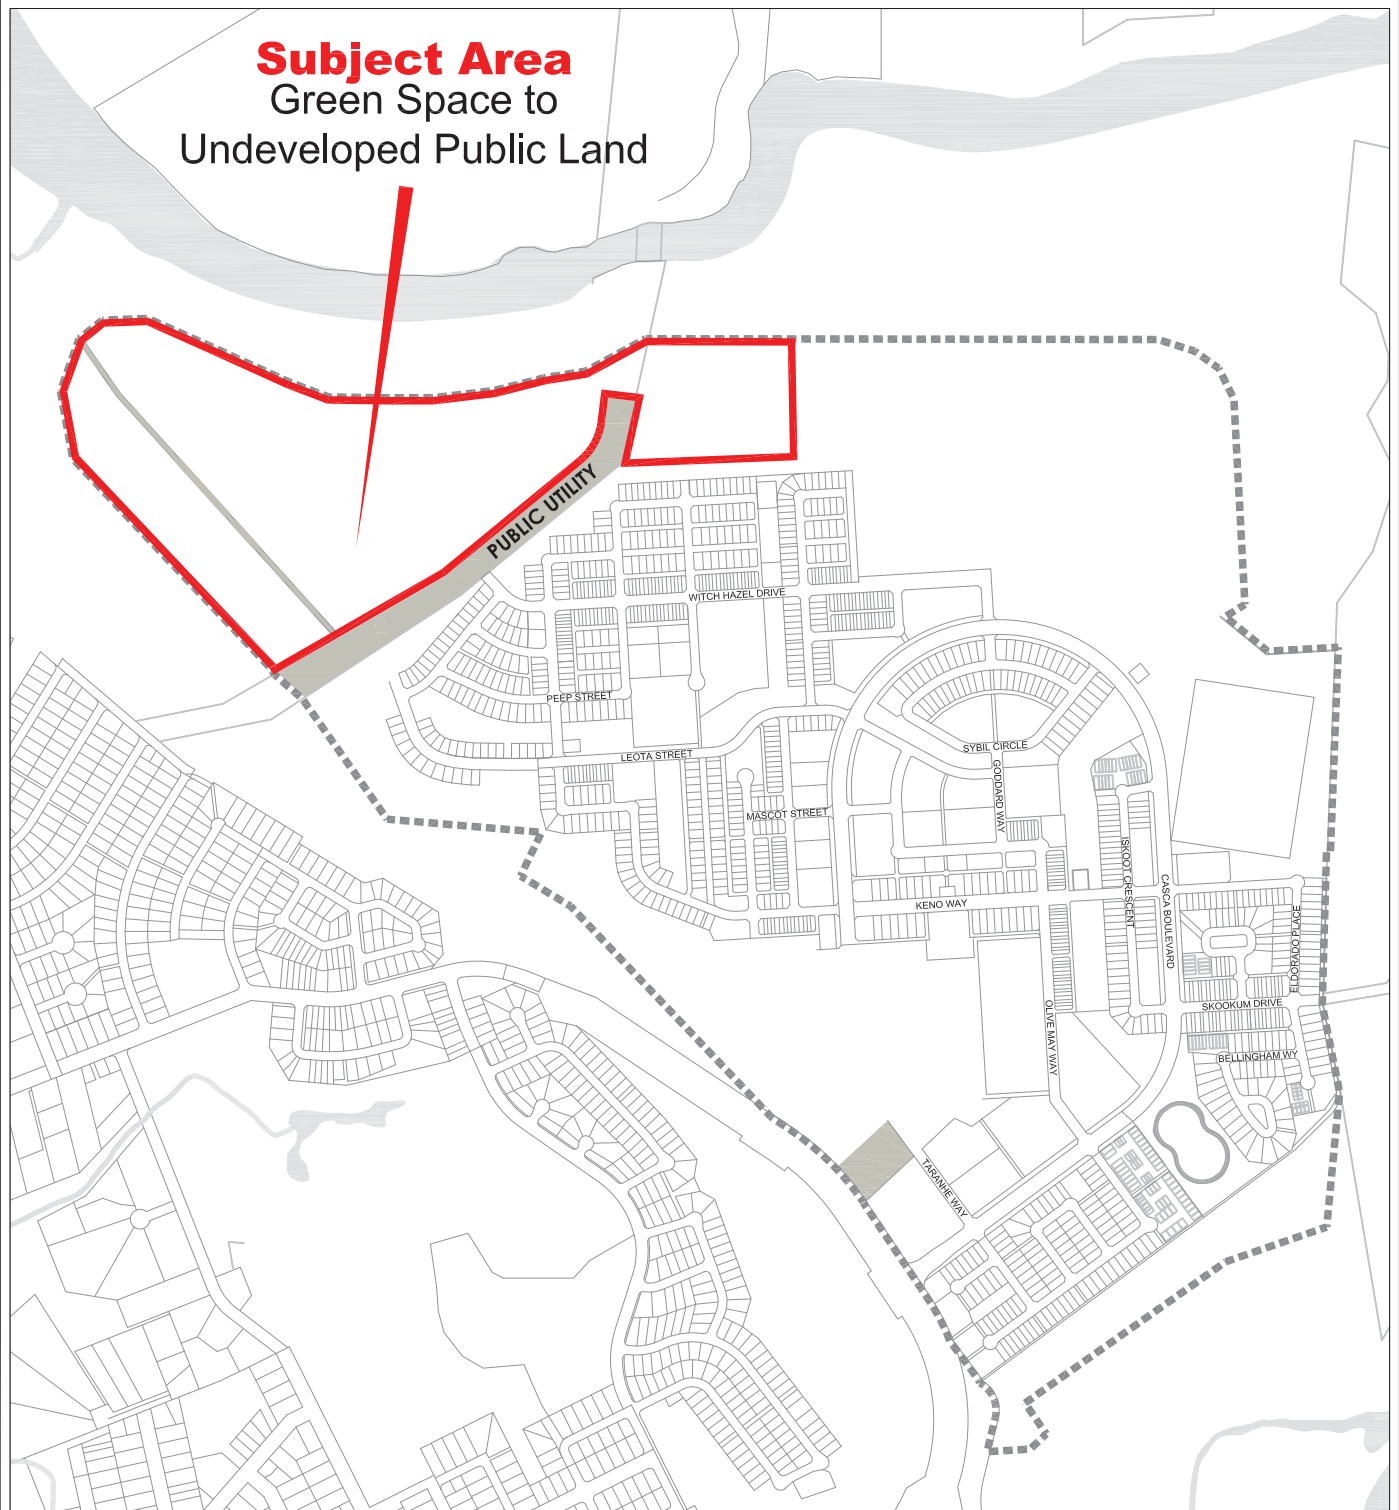 Subject Area
Green Space to
Undeveloped Public Land
PUBLIC UTILITY
WITCH HAZEL DRIVE
PEEP STREET
LEOTA STREET
SYBIL CIRCLE
GODDARD WAY
MASCOT STREET
ISKOOT CRESCENT
CASCA BOULEVARD
KENO WAY
ELDORADO PLACE
SKOOKUM DRIVE
OLIVE MAY WAY
BELLINGHAM WY
TARANHE WAY